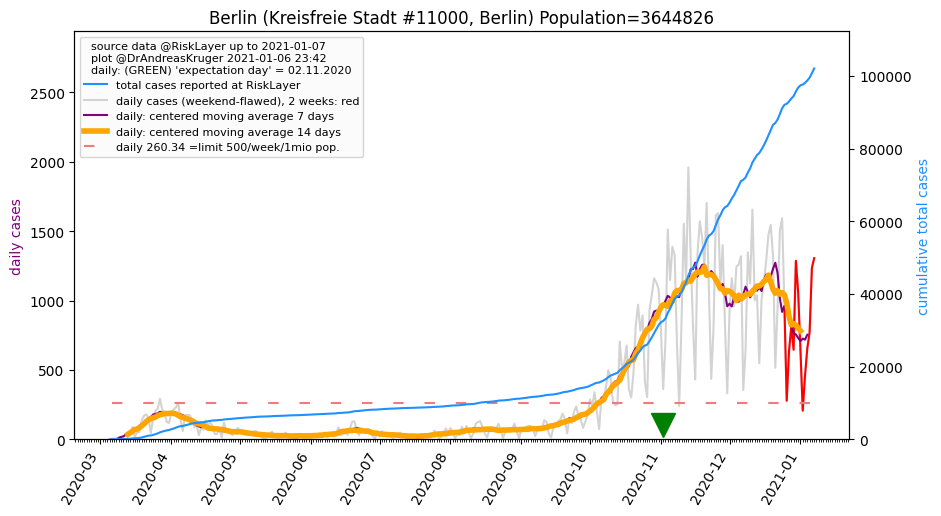 Berlin (Kreisfreie Stadt #11000, Berlin) Population=3644826
source data @RiskLayer up to 2021-01-07
plot @DrAndreasKruger 2021-01-06 23:42
daily: (GREEN) 'expectation day' = 02.11.2020
total cases reported at RiskLayer
daily cases (weekend-flawed), 2 weeks: red
daily: centered moving average 7 days
daily: centered moving average 14 days
daily 260.34 =limit 500/week/1mio pop.
daily cases
2500
2000
1500
1000
500
0
cumulative total cases
100000
80000
60000
40000
20000
0
2020-03
2020-04
2020-05
2020-06
2020-07
2020-08
2020-09
2020-10
2020-11
2020-12
2021-01